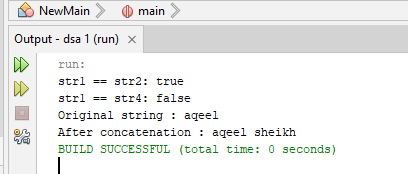 NewMain main
Output - dsa 1 (run) ×
run:
str1 == str2: true
str1 == str4: false
Original string : aqeel
After concatenation : aqeel sheikh
BUILD SUCCESSFUL (total time: 0 seconds)